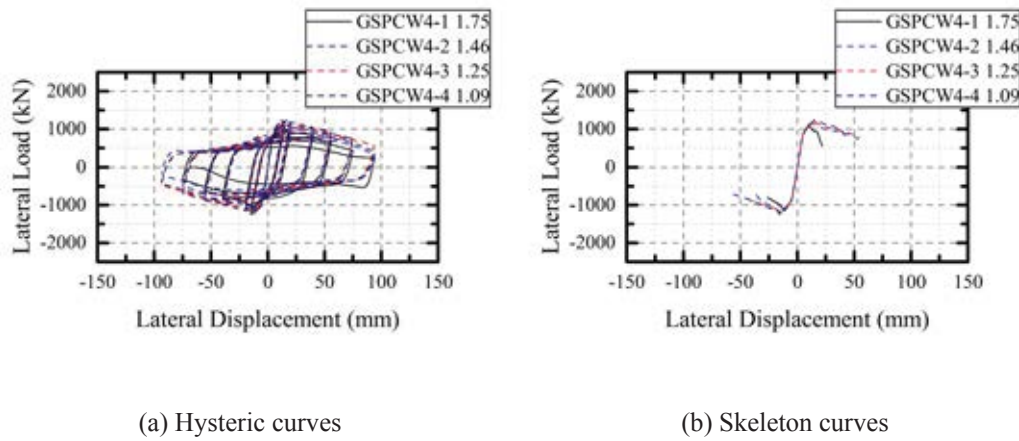 GSPCW4-1 1.75
GSPCW4-2 1.46
GSPCW4-3 1.25
GSPCW4-4 1.09
2000
1000
0
-1000
-2000
Lateral Load (kN)
-150 -100 -50 0 50 100 150
Lateral Displacement (mm)
(a) Hysteric curves
GSPCW4-1 1.75
GSPCW4-2 1.46
GSPCW4-3 1.25
GSPCW4-4 1.09
2000
1000
0
-1000
-2000
Lateral Load (kN)
-150 -100 -50 0 50 100 150
Lateral Displacement (mm)
(b) Skeleton curves